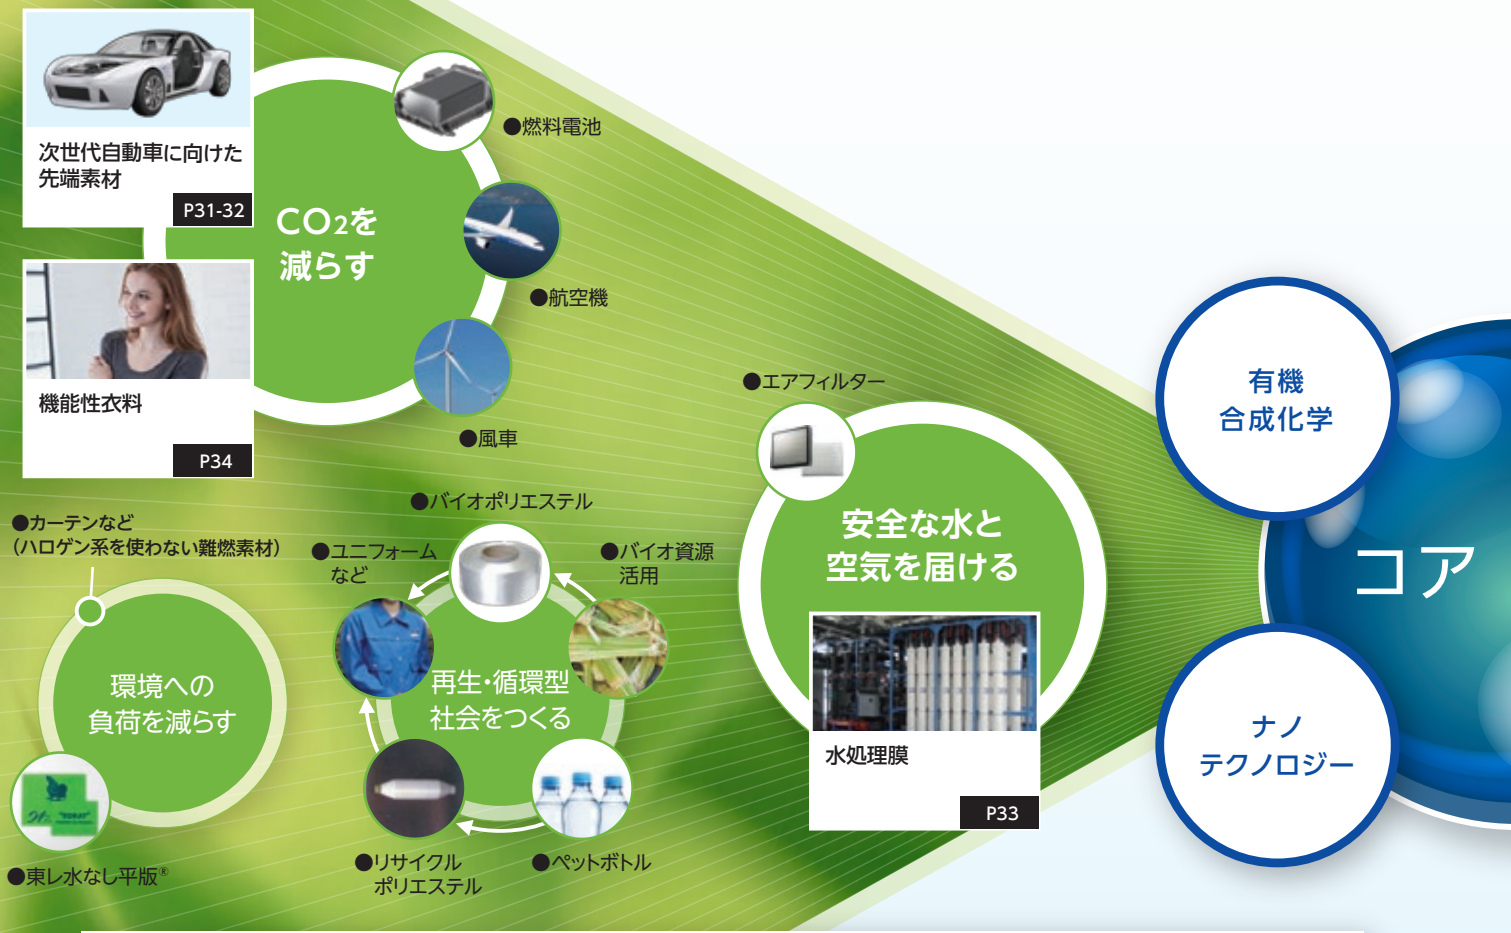 次世代自動車に向けた
先端素材
P31-32
CO2を
減らす
●燃料電池
●航空機
●風車
機能性衣料
P34
●カーテンなど
(ハロゲン系を使わない難燃素材)
環境への
負荷を減らす
●東レ水なし平版®
●バイオポリエステル
●ユニフォーム
など
●バイオ資源
活用
再生・循環型
社会をつくる
●リサイクル
ポリエステル
●ペットボトル
●エアフィルター
安全な水と
空気を届ける
水処理膜
P33
有機
合成化学
コア
ナノ
テクノロジー